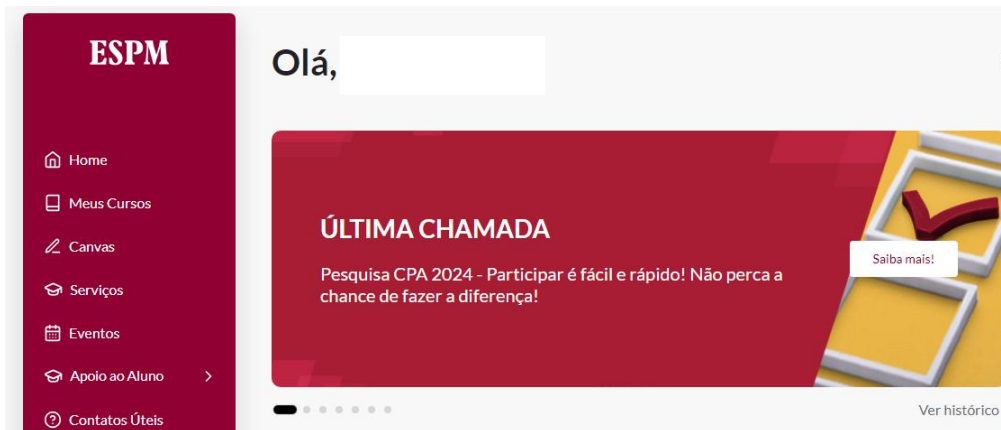 ESPM
Home
Meus Cursos
Canvas
Serviços
Eventos
Apoio ao Aluno
Contatos Úteis
Olá,
ÚLTIMA CHAMADA
Pesquisa CPA 2024 - Participar é fácil e rápido! Não perca a
chance de fazer a diferença!
Saiba mais!
Ver histórico